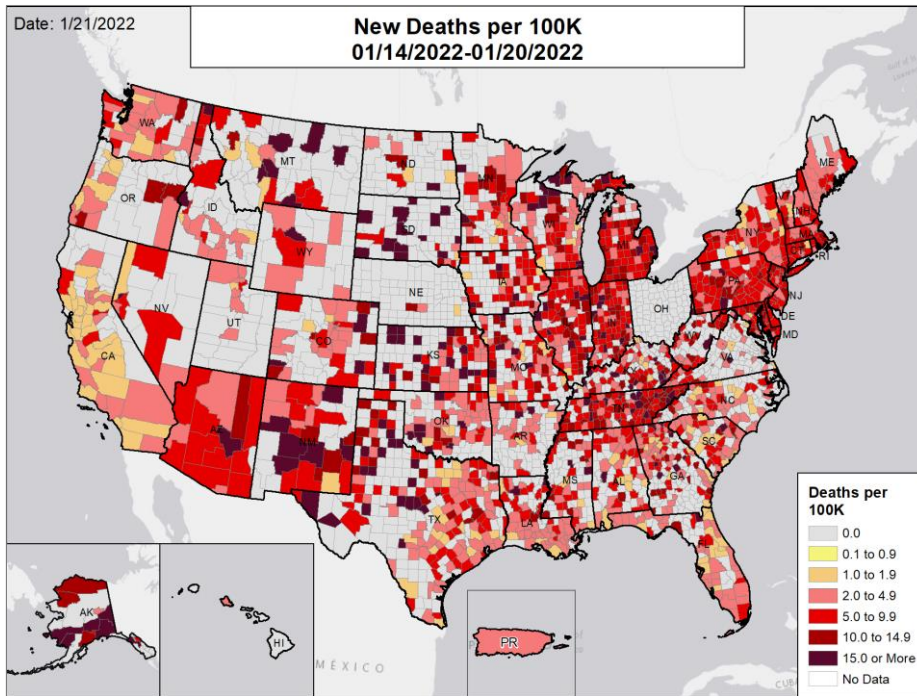 Date: 1/21/2022
New Deaths per 100K
01/14/2022-01/20/2022
WA
MT
ND
ME
OR
ID
WY
SD
WI
MI
NY
VT
NH
MA
CT
RI
NV
UT
CO
NE
IA
IN
OH
PA
NJ
DE
MD
CA
KS
MO
KY
WV
VA
AZ
NM
OK
AR
TN
NC
SC
TX
LA
MS
AL
GA
FL
AK
HI
PR
MÉXICO
Deaths per
100K
0.0
0.1 to 0.9
1.0 to 1.9
2.0 to 4.9
5.0 to 9.9
10.0 to 14.9
15.0 or More
No Data